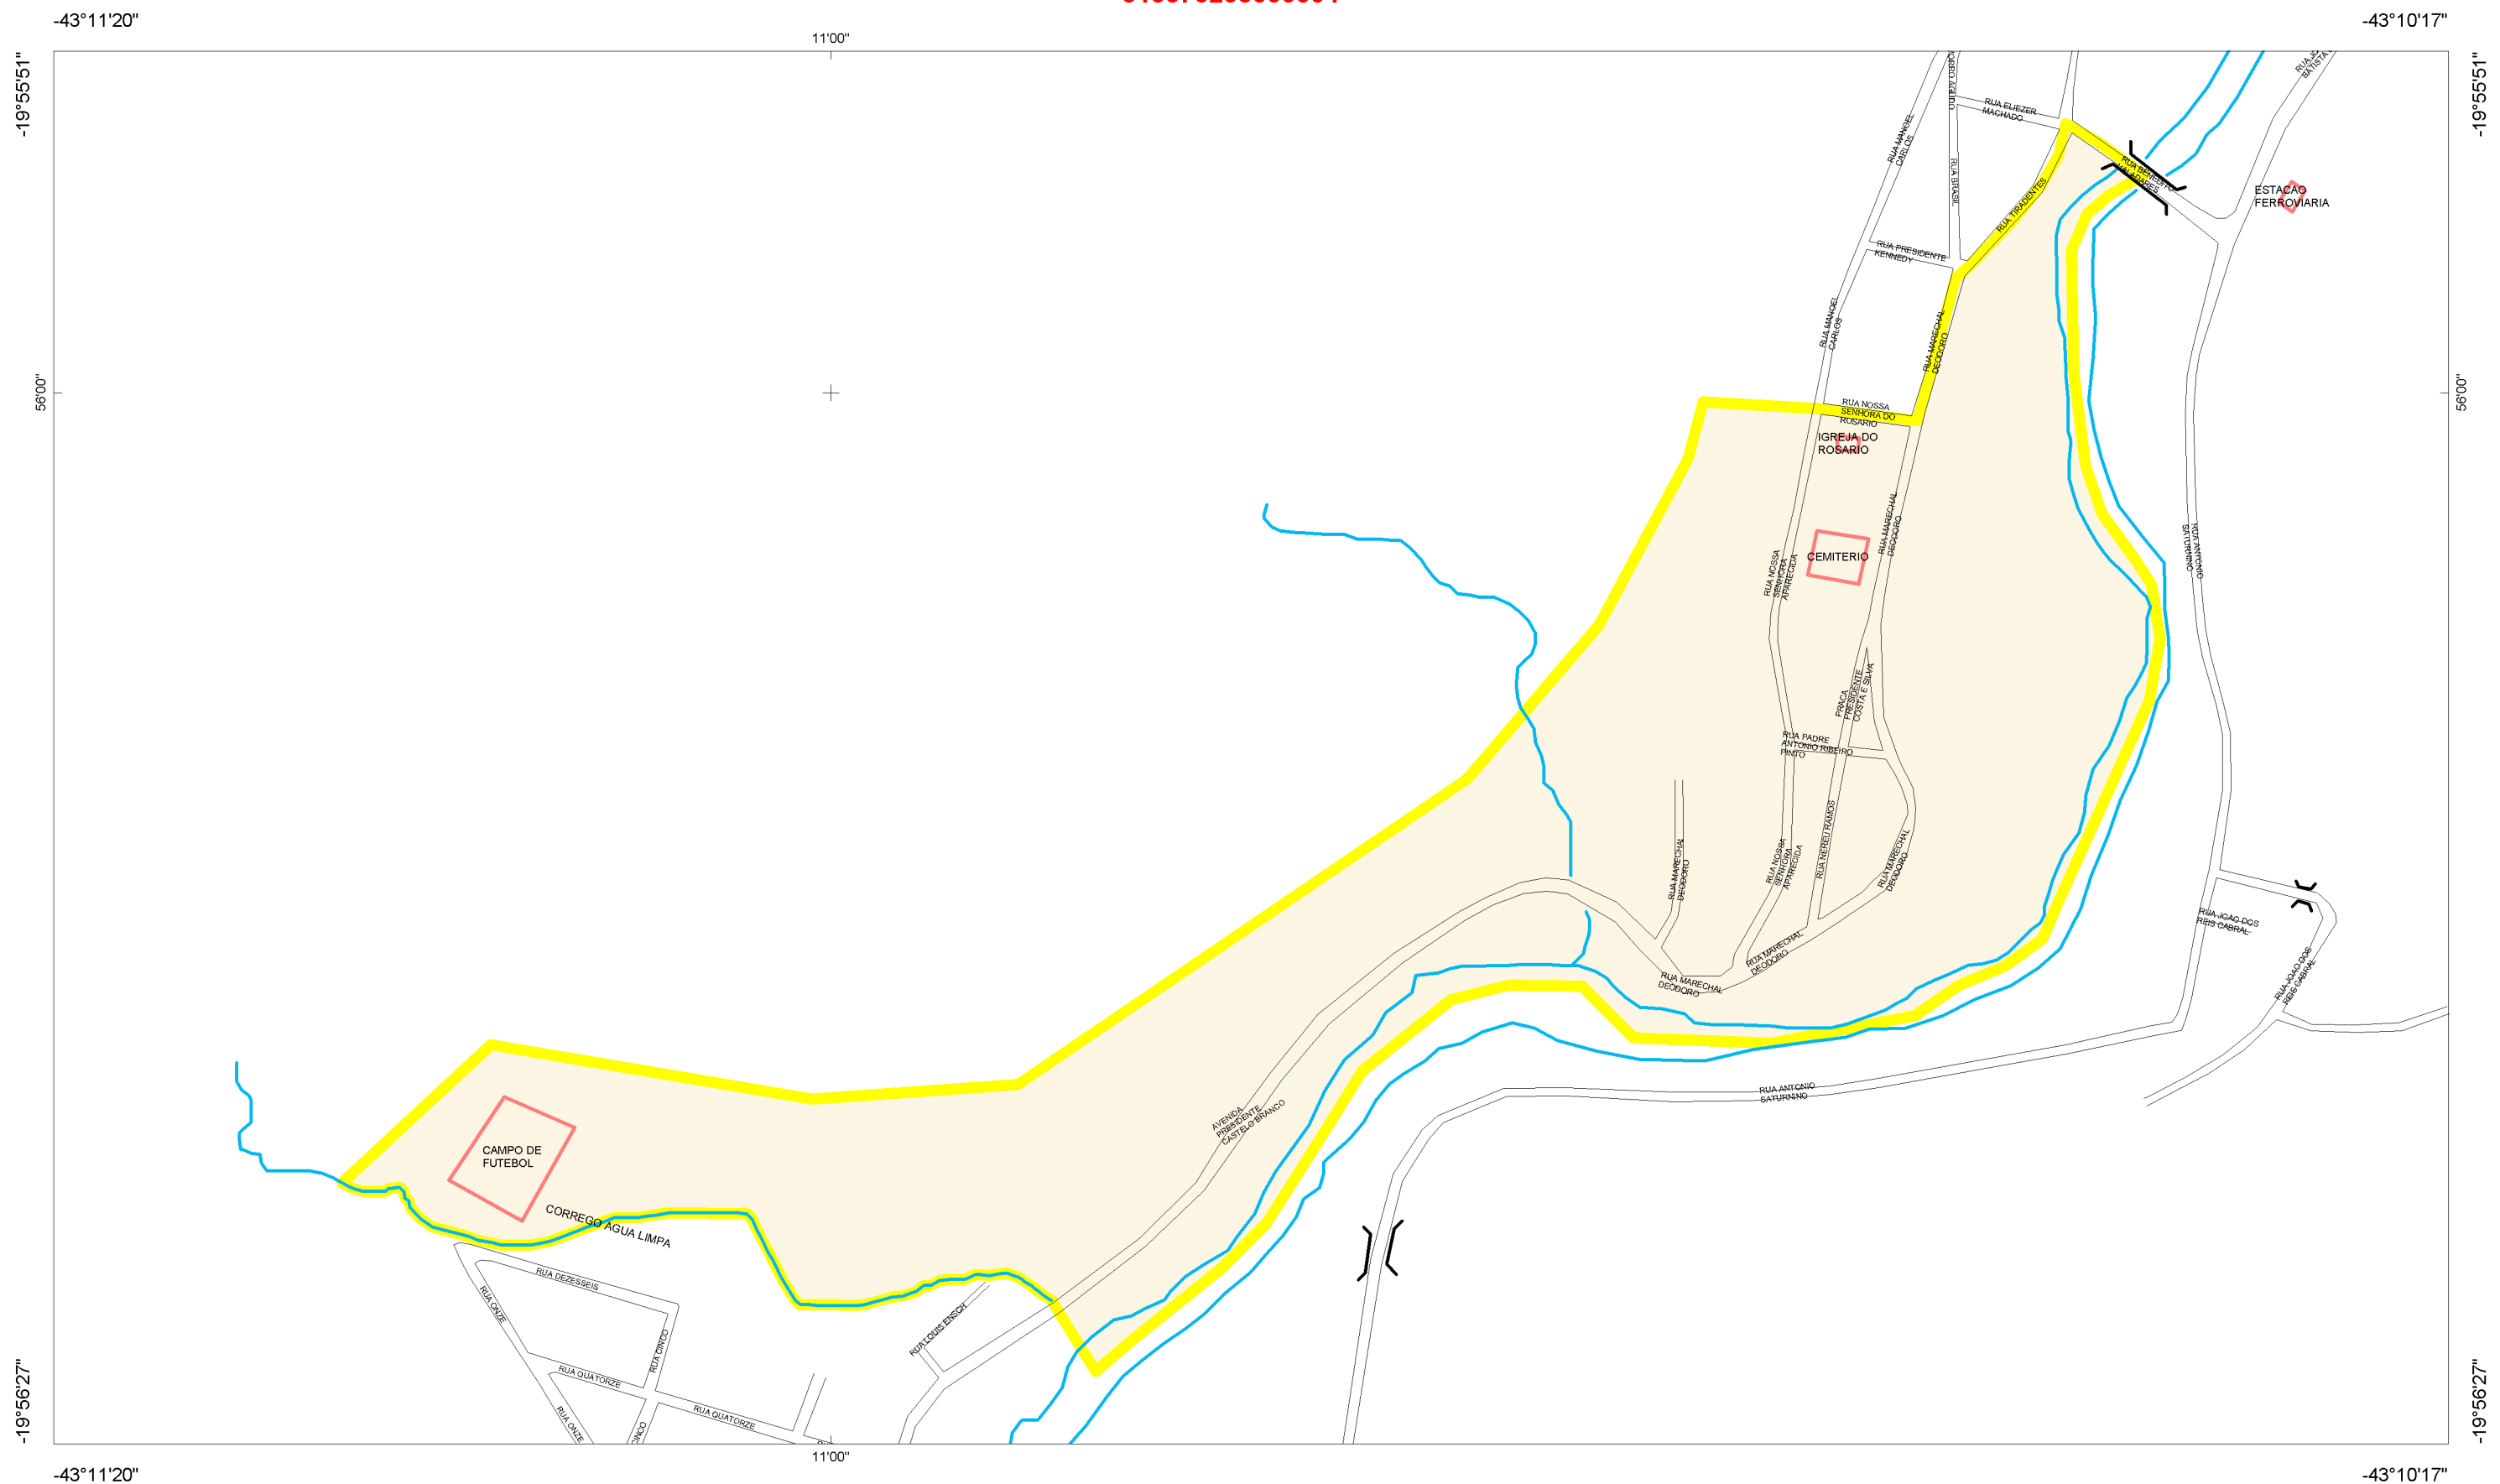 -43°11'20"
-43°10'17"
11'00"
-19°55'51"
-19°55'51"
RUA ELIEZER
MACHADO
RUA MANOEL
CARLOS
RUA BRASIL
RUA BENEDITO
VALADARES
ESTACAO
FERROVIARIA
RUA TIRADENTES
RUA PRESIDENTE
KENNEDY
RUA MANOEL
CARLOS
RUA MARECHAL
DEODORO
56'00"
56'00"
RUA NOSSA
SENHORA DO
ROSARIO
IGREJA DO
ROSARIO
RUA MARECHAL
DEODORO
CEMITERIO
RUA NOSSA
SENHORA
APARECIDA
RUA ANTONIO
SATURNINO
PRACA
PRESIDENTE
COSTA E SILVA
RUA PADRE
ANTONIO RIBEIRO
PINTO
RUA NEREU RAMOS
RUA MARECHAL
DEODORO
RUA NOSSA
SENHORA
APARECIDA
RUA MARECHAL
DEODORO
RUA JOAO DOS
REIS CABRAL
RUA MARECHAL
DEODORO
RUA MARECHAL
DEODORO
RUA JOAO DOS
REIS CABRAL
RUA ANTONIO
SATURNINO
AVENIDA
PRESIDENTE
CASTELO BRANCO
CAMPO DE
FUTEBOL
CORREGO AGUA LIMPA
RUA DEZESSEIS
RUA ONZE
RUA CINCO
RUA LOUIS ENSCH
RUA QUATORZE
RUA QUATORZE
RUA ONZE
CINCO
-19°56'27"
-19°56'27"
11'00"
-43°11'20"
-43°10'17"